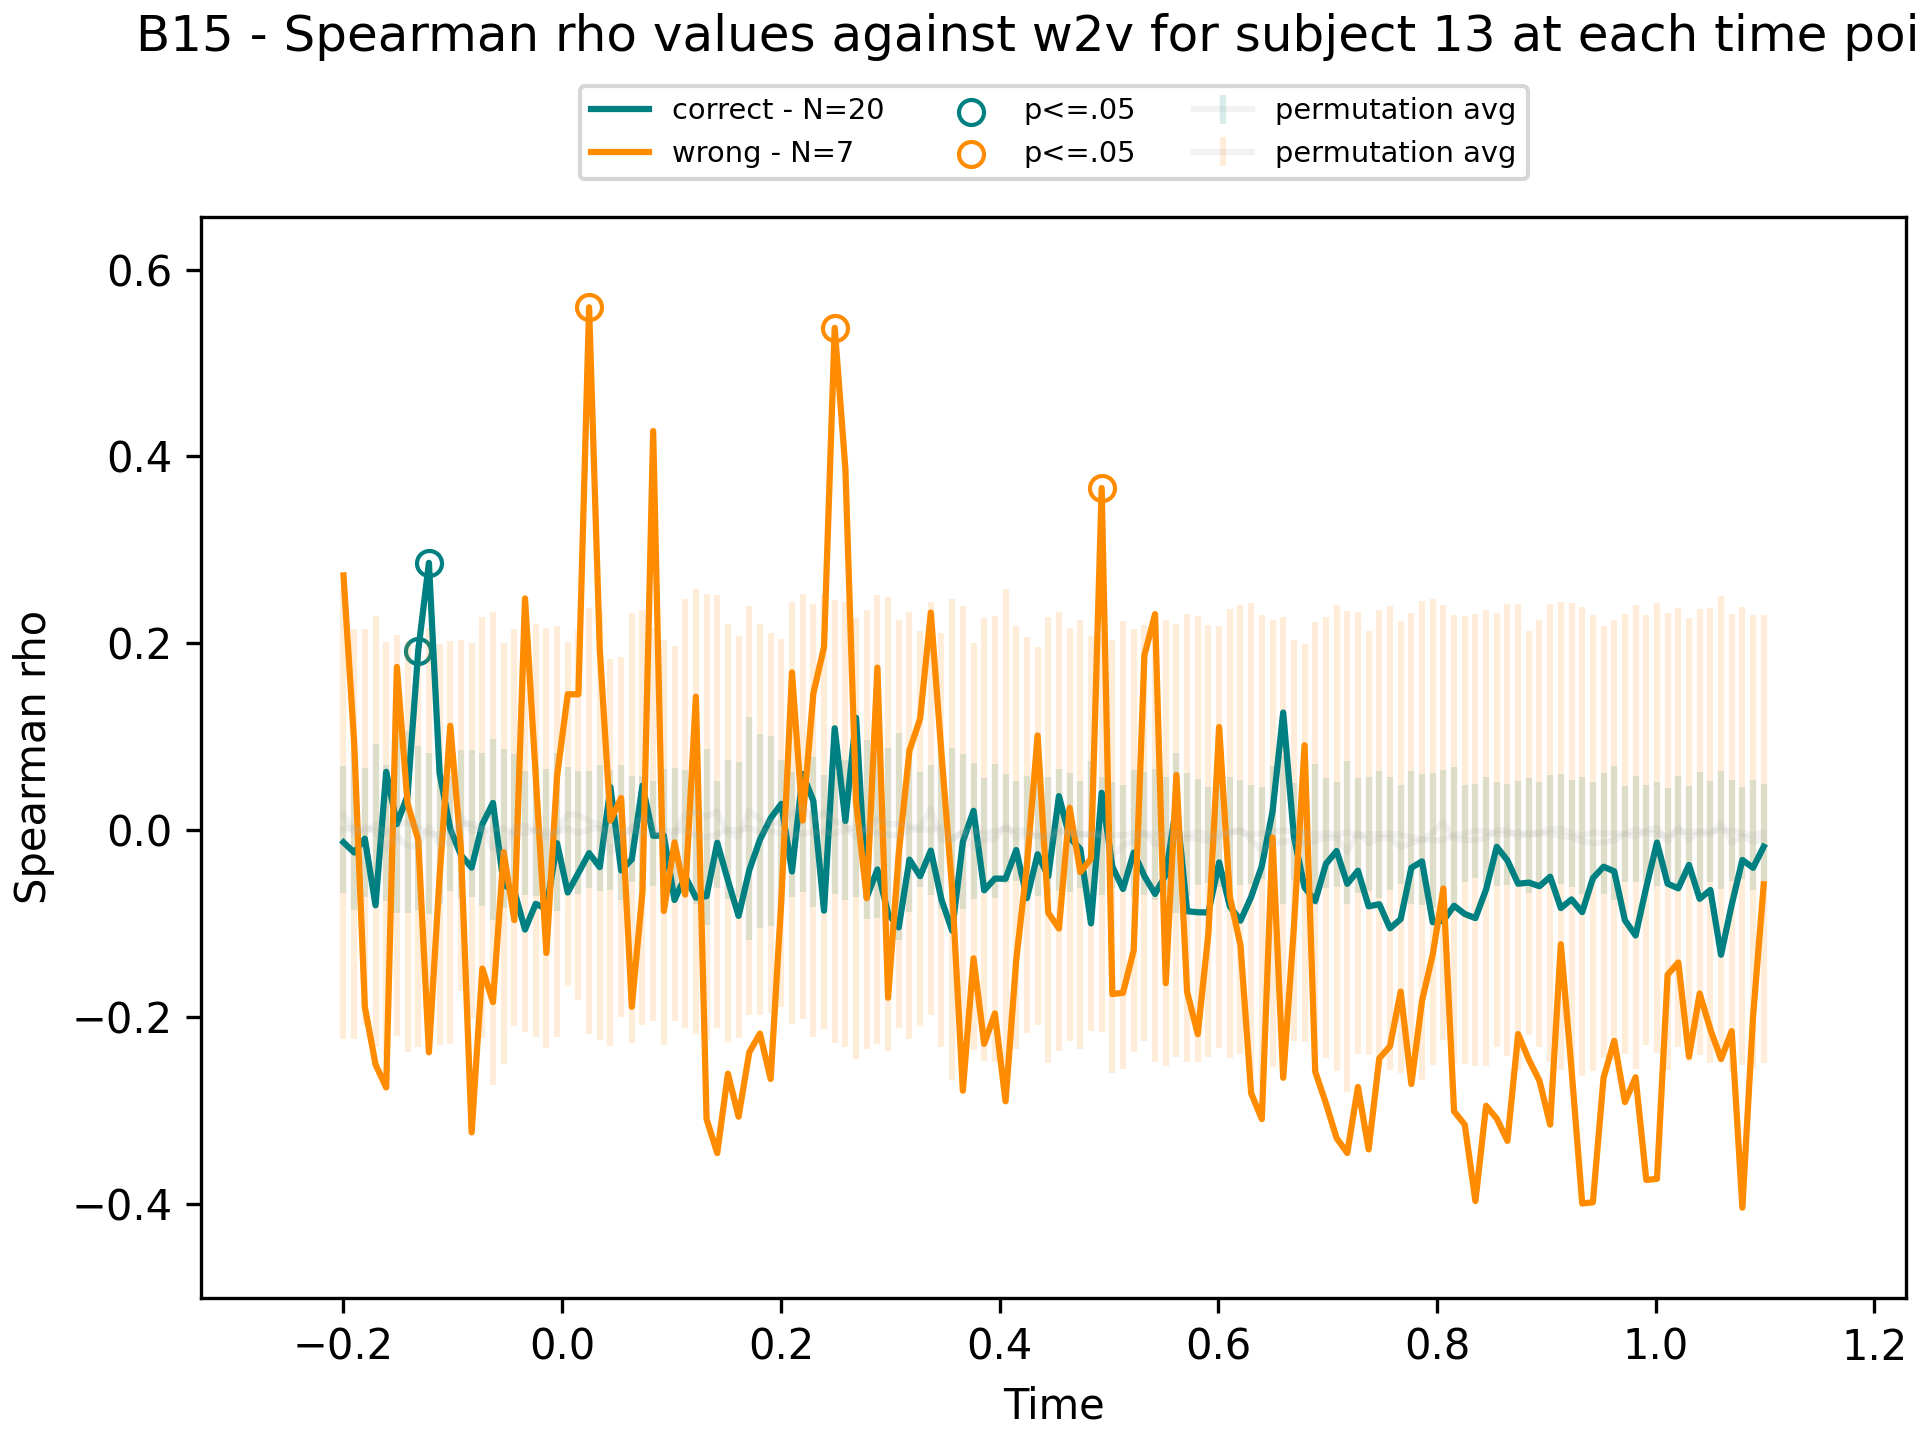 B15 - Spearman rho values against w2v for subject 13 at each time poi
correct - N=20
wrong - N=7
p<=.05
p<=.05
permutation avg
permutation avg
Spearman rho
0.6
0.4
0.2
0.0
−0.2
−0.4
−0.2 0.0 0.2 0.4 0.6 0.8 1.0 1.2
Time